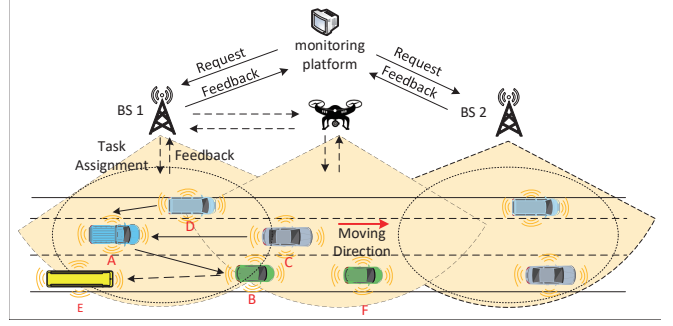 monitoring
platform
Request
Feedback
Request
Feedback
BS 1
BS 2
Task
Assignment
Feedback
D
Moving
Direction
A
C
B
F
E